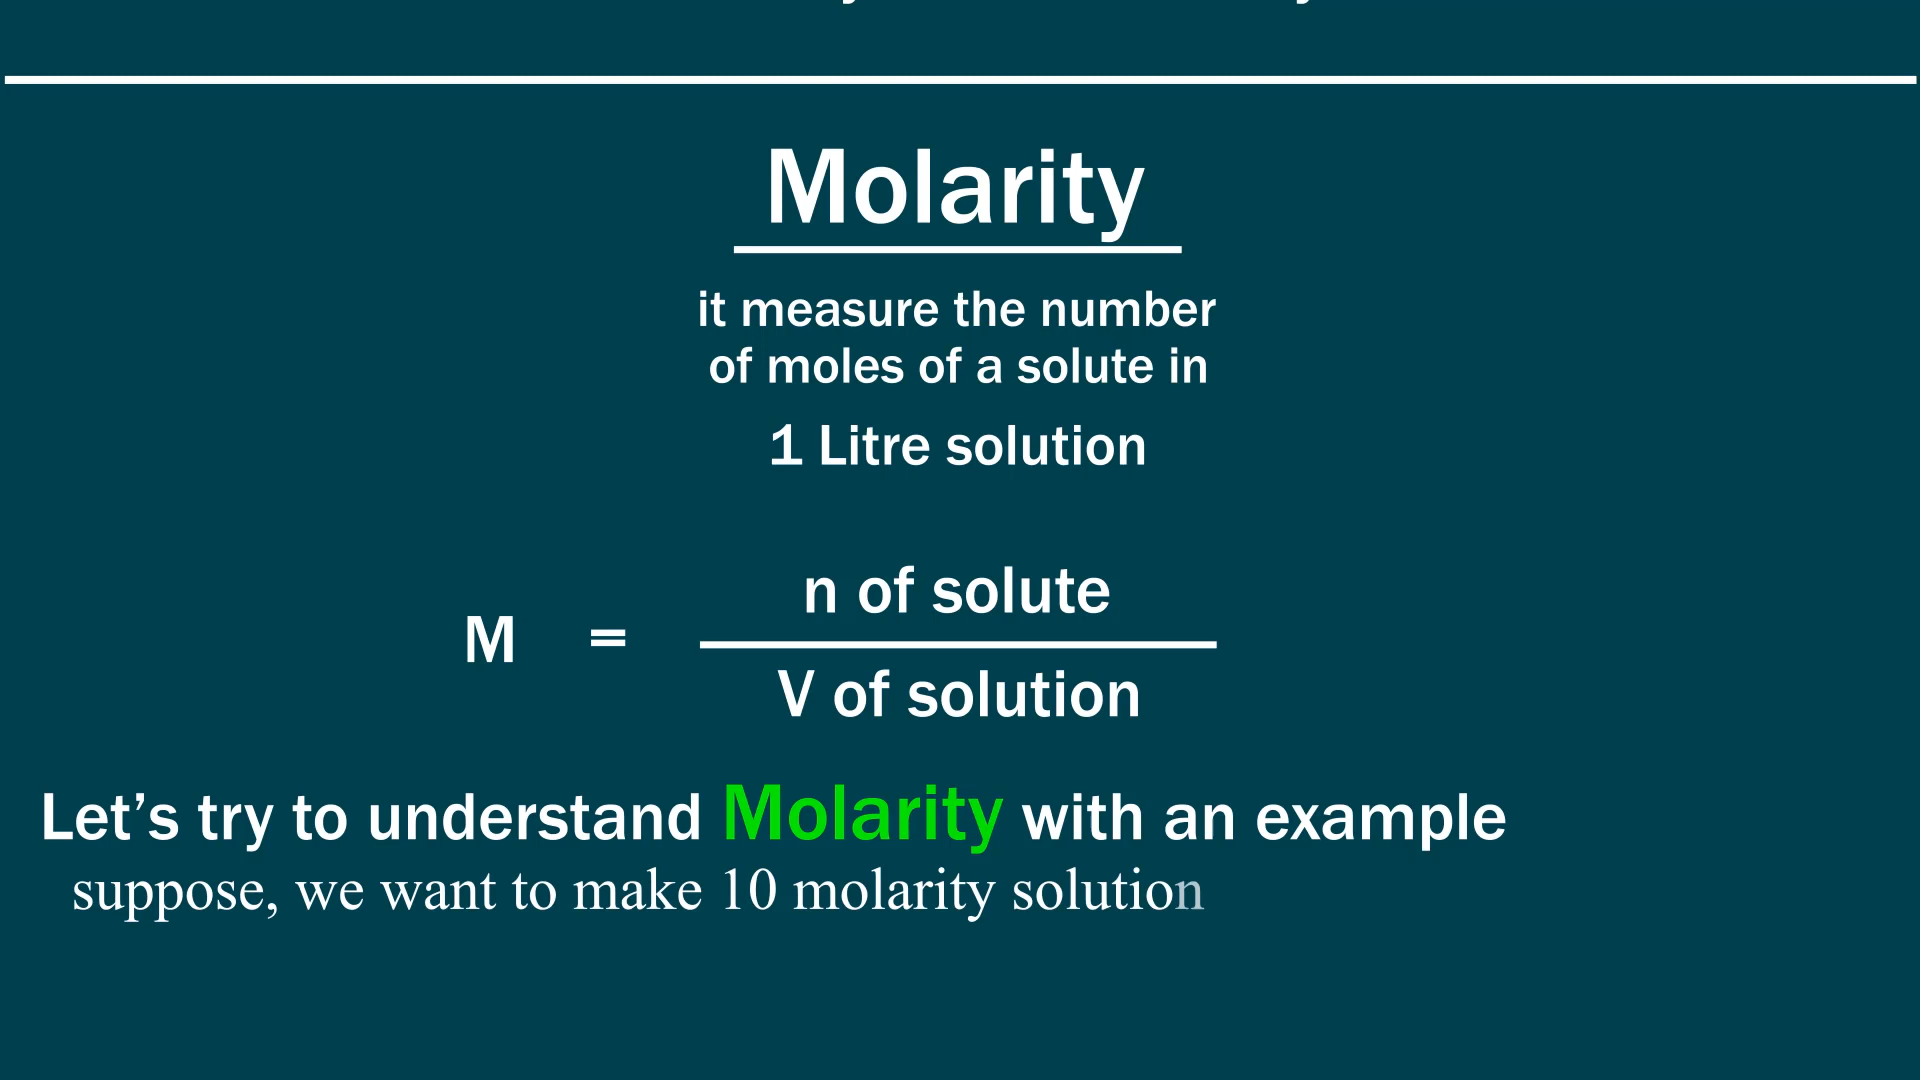 Molarity
it measure the number
of moles of a solute in
1 Litre solution
n of solute
M =
V of solution
Let’s try to understand Molarity with an example
suppose, we want to make 10 molarity solution